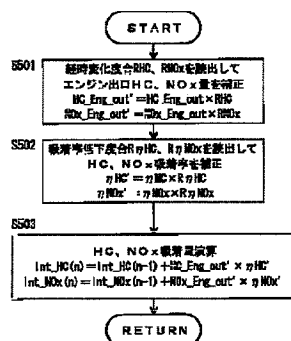 START
S501
経時変化度合RHC、RNOxを読出して
エンジン出口HC、NOx量を補正
HC_Eng_out'=HC_Eng_out×RHC
NOx_Eng_out'=NOx_Eng_out×RNOx
S502
吸着率低下度合RηHC、RηNOxを読出して
HC、NOx吸着率を補正
ηHC'=ηHC×RηHC
ηNOx'=ηNOx×RηNOx
S503
HC、NOx吸着量演算
Int_HC(n)=Int_HC(n-1)+HC_Eng_out'×ηHC'
Int_NOx(n)=Int_NOx(n-1)+NOx_Eng_out'×ηNOx'
RETURN